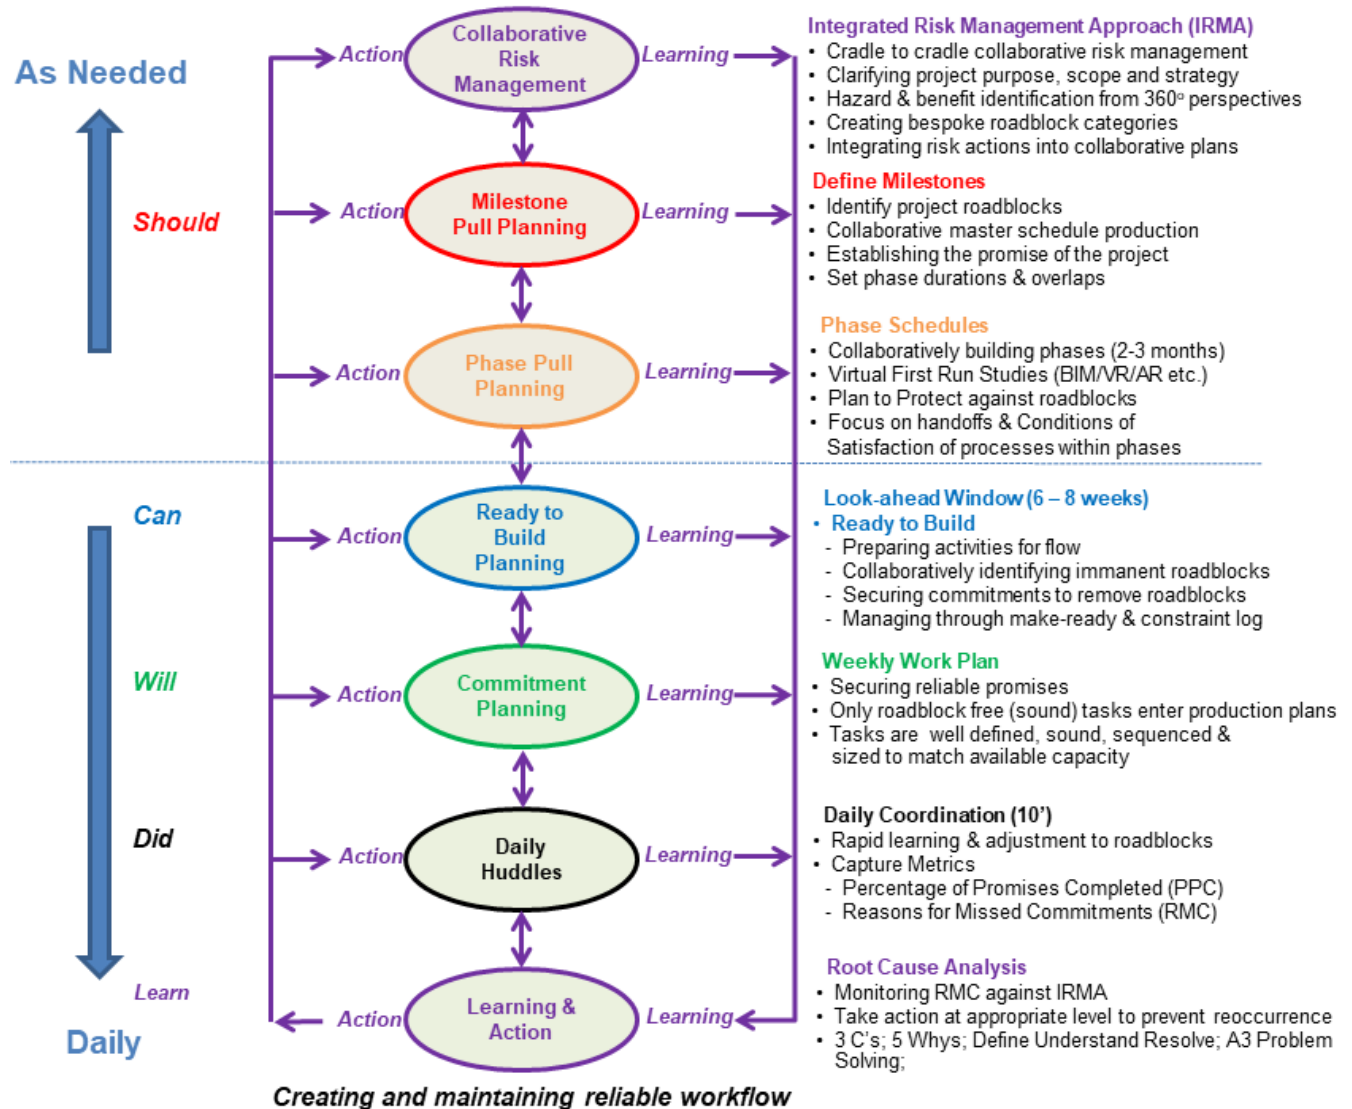 As Needed
Should
Can
Will
Did
Learn
Daily
Action
Collaborative
Risk
Management
Learning
Integrated Risk Management Approach (IRMA)
• Cradle to cradle collaborative risk management
• Clarifying project purpose, scope and strategy
• Hazard & benefit identification from 360º perspectives
• Creating bespoke roadblock categories
• Integrating risk actions into collaborative plans
Action
Milestone
Pull Planning
Learning
Define Milestones
• Identify project roadblocks
• Collaborative master schedule production
• Establishing the promise of the project
• Set phase durations & overlaps
Action
Phase Pull
Planning
Learning
Phase Schedules
• Collaboratively building phases (2-3 months)
• Virtual First Run Studies (BIM/VR/AR etc.)
• Plan to Protect against roadblocks
• Focus on handoffs & Conditions of
Satisfaction of processes within phases
Action
Ready to
Build
Planning
Learning
Look-ahead Window (6 – 8 weeks)
• Ready to Build
- Preparing activities for flow
- Collaboratively identifying immanent roadblocks
- Securing commitments to remove roadblocks
- Managing through make-ready & constraint log
Action
Commitment
Planning
Learning
Weekly Work Plan
• Securing reliable promises
• Only roadblock free (sound) tasks enter production plans
• Tasks are well defined, sound, sequenced &
sized to match available capacity
Action
Daily
Huddles
Learning
Daily Coordination (10’)
• Rapid learning & adjustment to roadblocks
• Capture Metrics
- Percentage of Promises Completed (PPC)
- Reasons for Missed Commitments (RMC)
Action
Learning &
Action
Learning
Root Cause Analysis
• Monitoring RMC against IRMA
• Take action at appropriate level to prevent reoccurrence
• 3 C’s; 5 Whys; Define Understand Resolve; A3 Problem
Solving;
Creating and maintaining reliable workflow